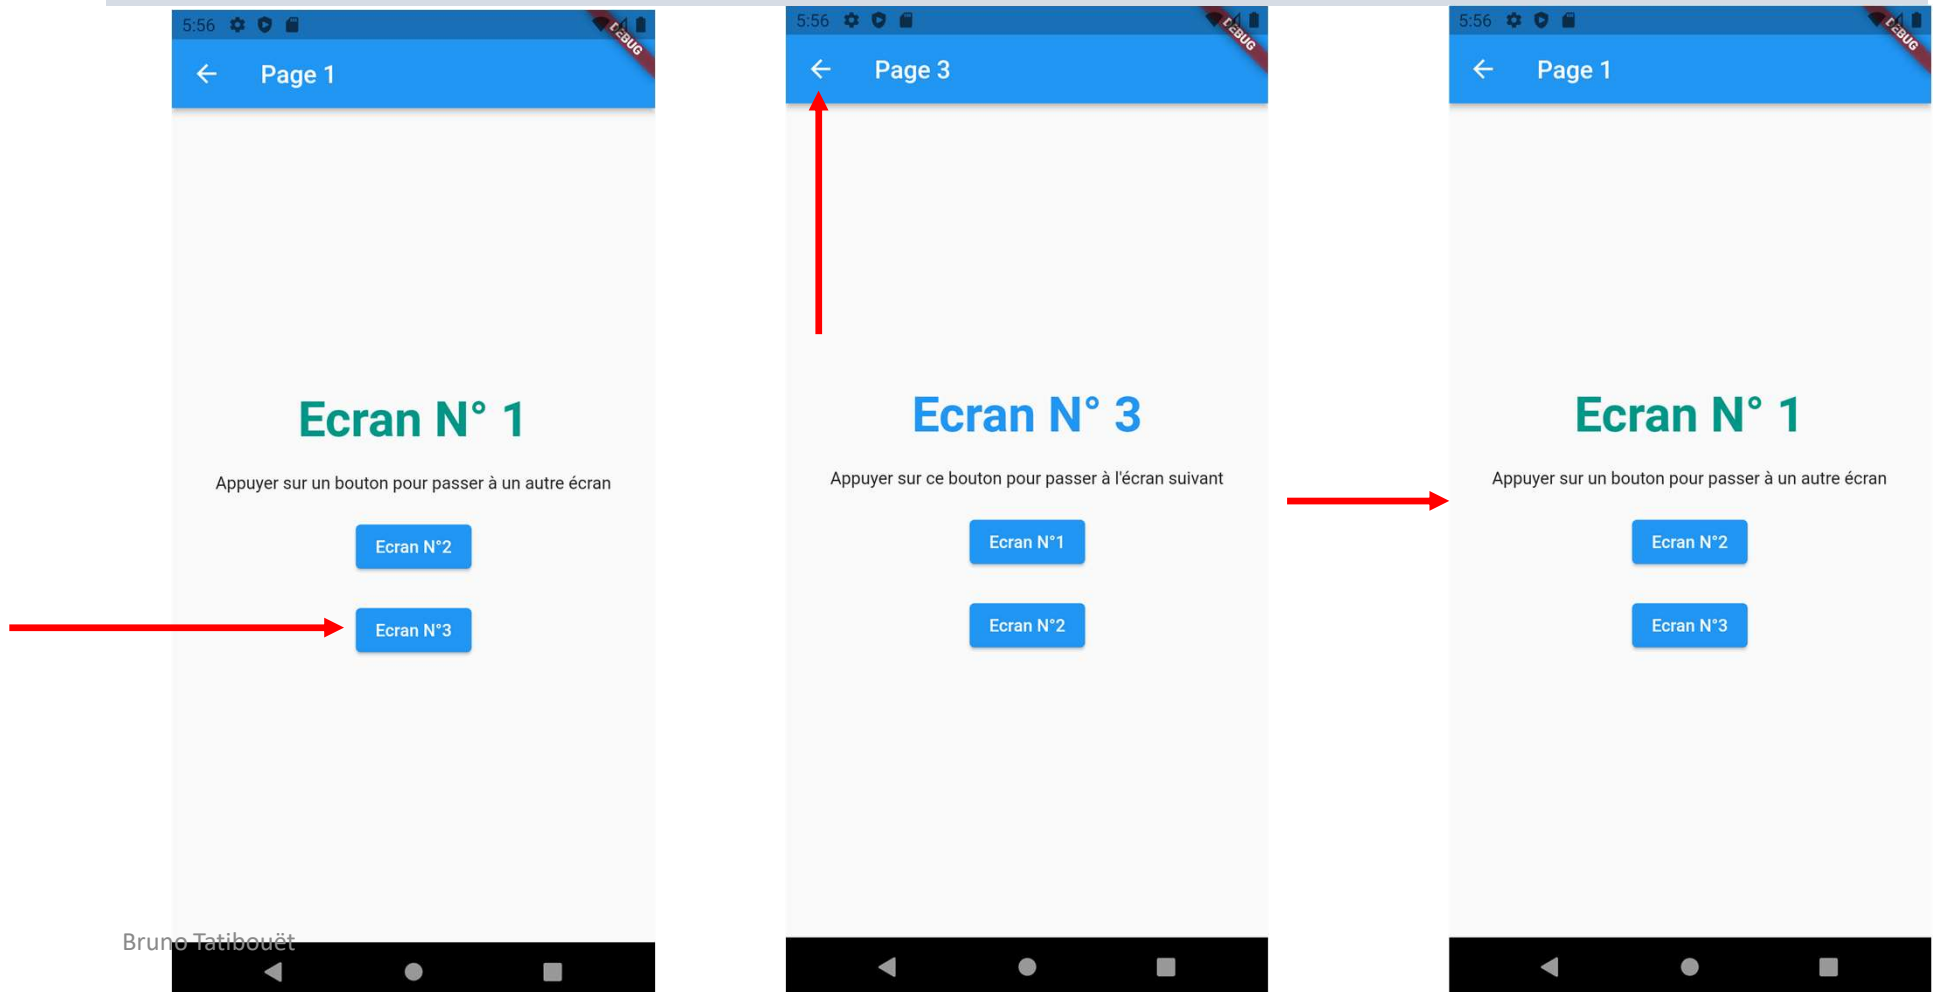 5:56
DEBUG
Page 1
Ecran N° 1
Appuyer sur un bouton pour passer à un autre écran
Ecran N°2
Ecran N°3
5:56
DEBUG
Page 3
Ecran N° 3
Appuyer sur ce bouton pour passer à l'écran suivant
Ecran N°1
Ecran N°2
5:56
DEBUG
Page 1
Ecran N° 1
Appuyer sur un bouton pour passer à un autre écran
Ecran N°2
Ecran N°3
Bruno Tatibouët